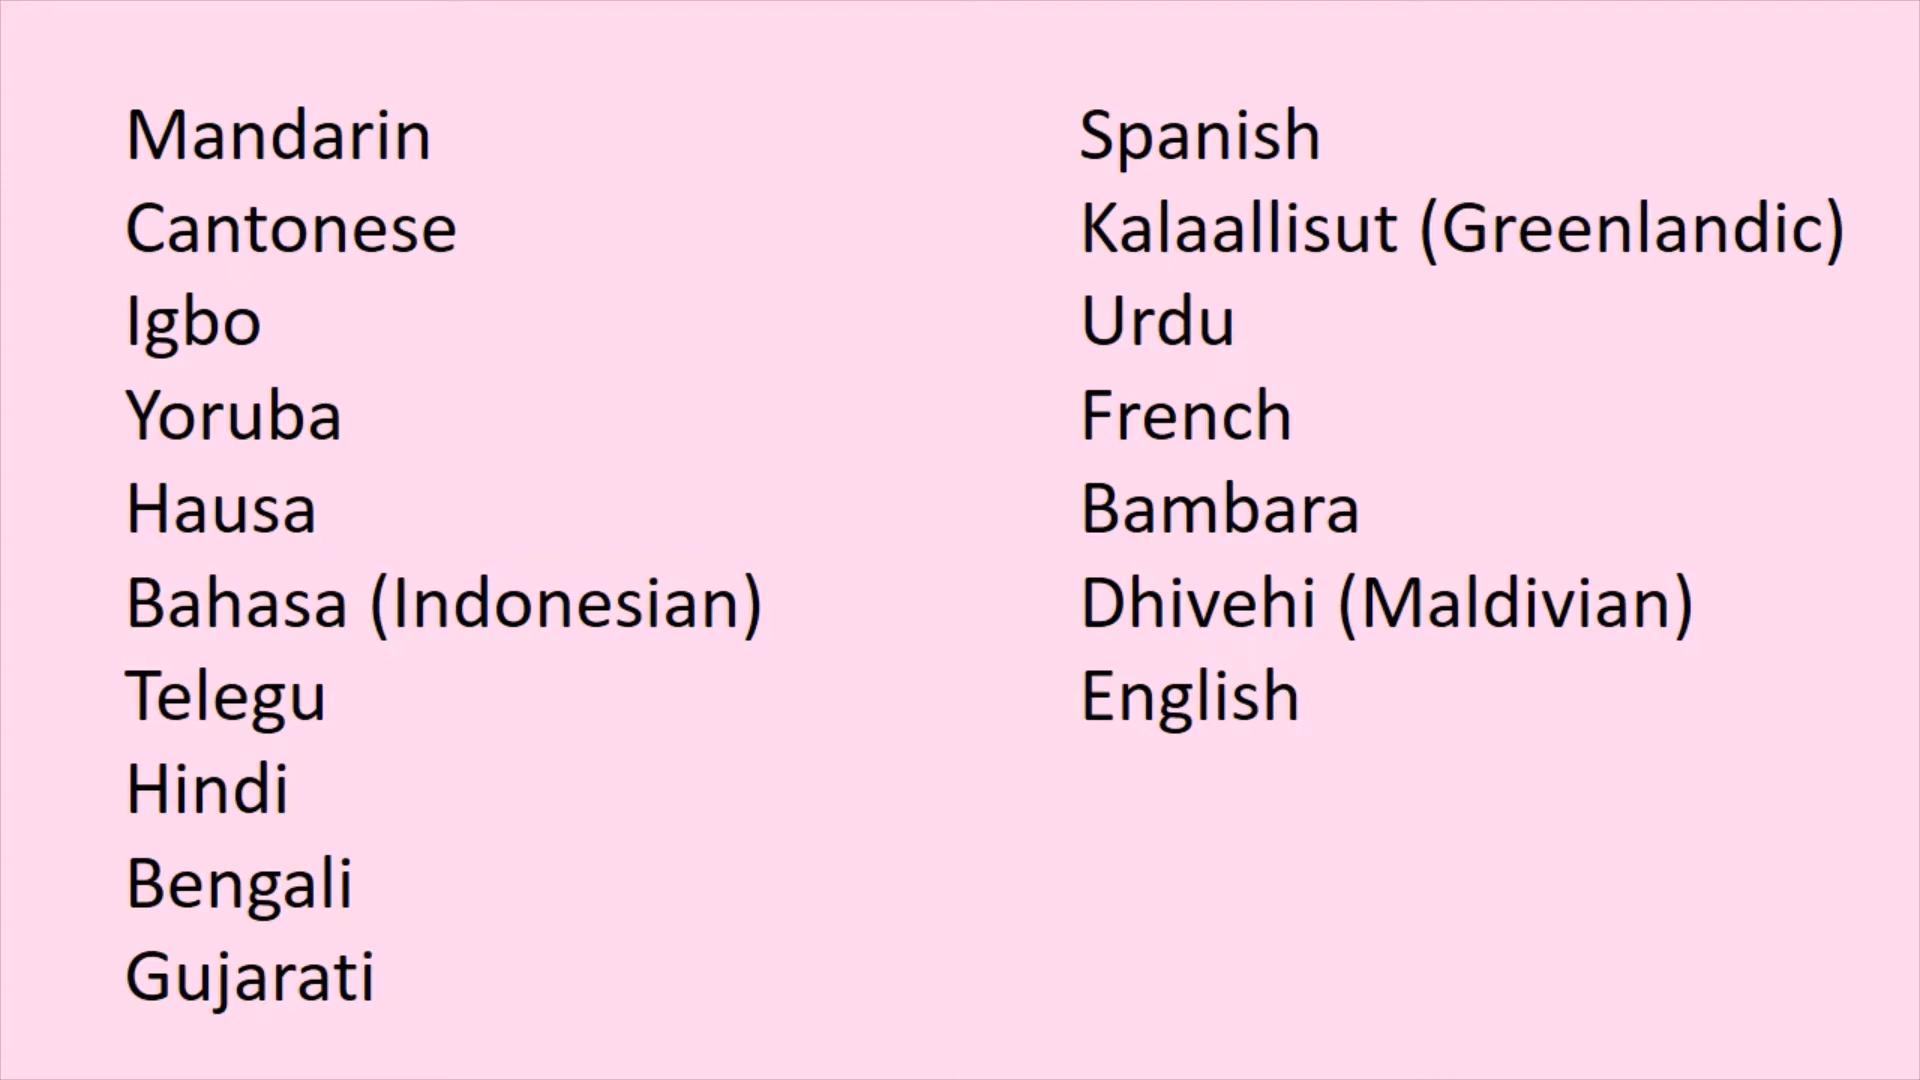 Mandarin
Cantonese
Igbo
Yoruba
Hausa
Bahasa (Indonesian)
Telegu
Hindi
Bengali
Gujarati
Spanish
Kalaallisut (Greenlandic)
Urdu
French
Bambara
Dhivehi (Maldivian)
English